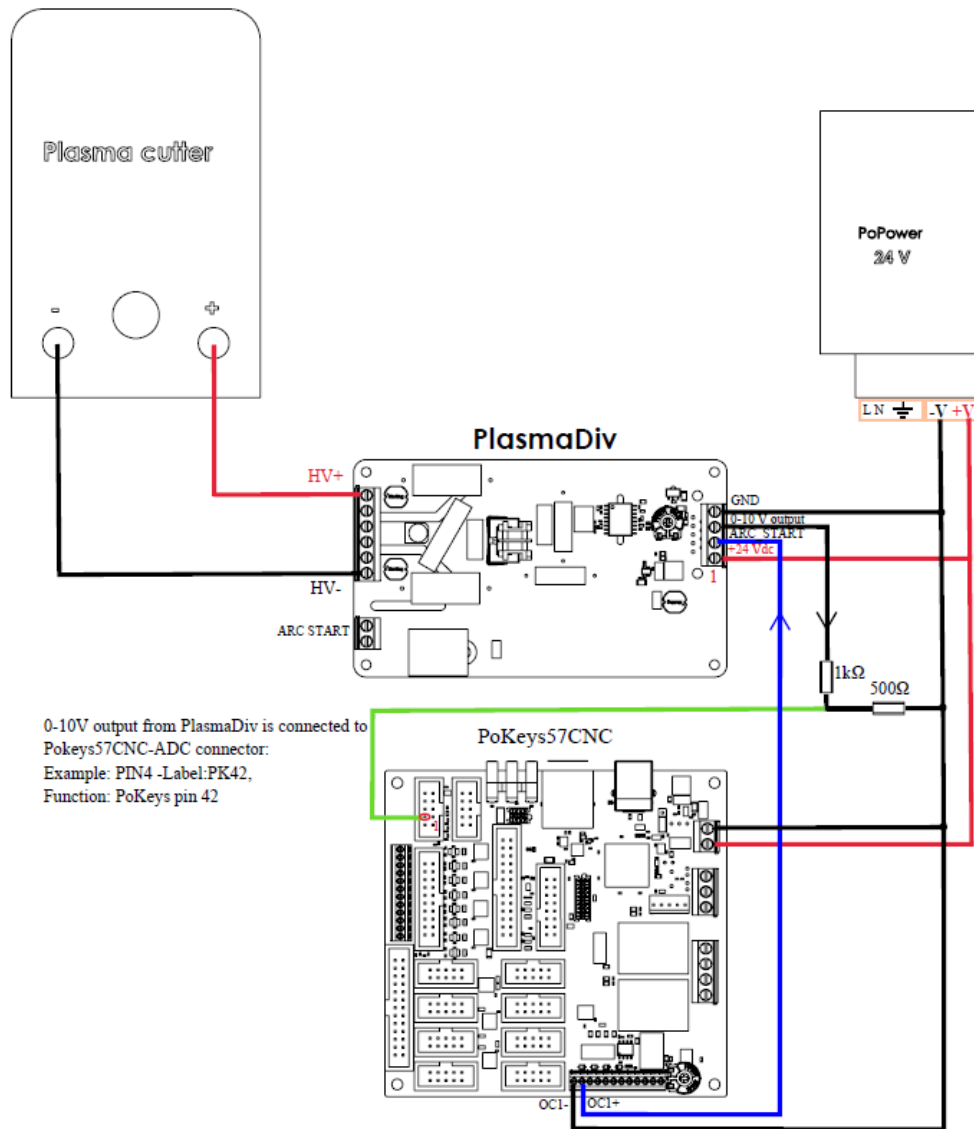 Plasma cutter
-
+
PoPower
24 V
L N
-V +V
PlasmaDiv
HV+
HV-
ARC START
GND
0-10 V output
ARC_START
+24 Vdc
1
1kΩ
500Ω
0-10V output from PlasmaDiv is connected to
Pokeys57CNC-ADC connector:
Example: PIN4 -Label:PK42,
Function: PoKeys pin 42
PoKeys57CNC
OC1-
OC1+